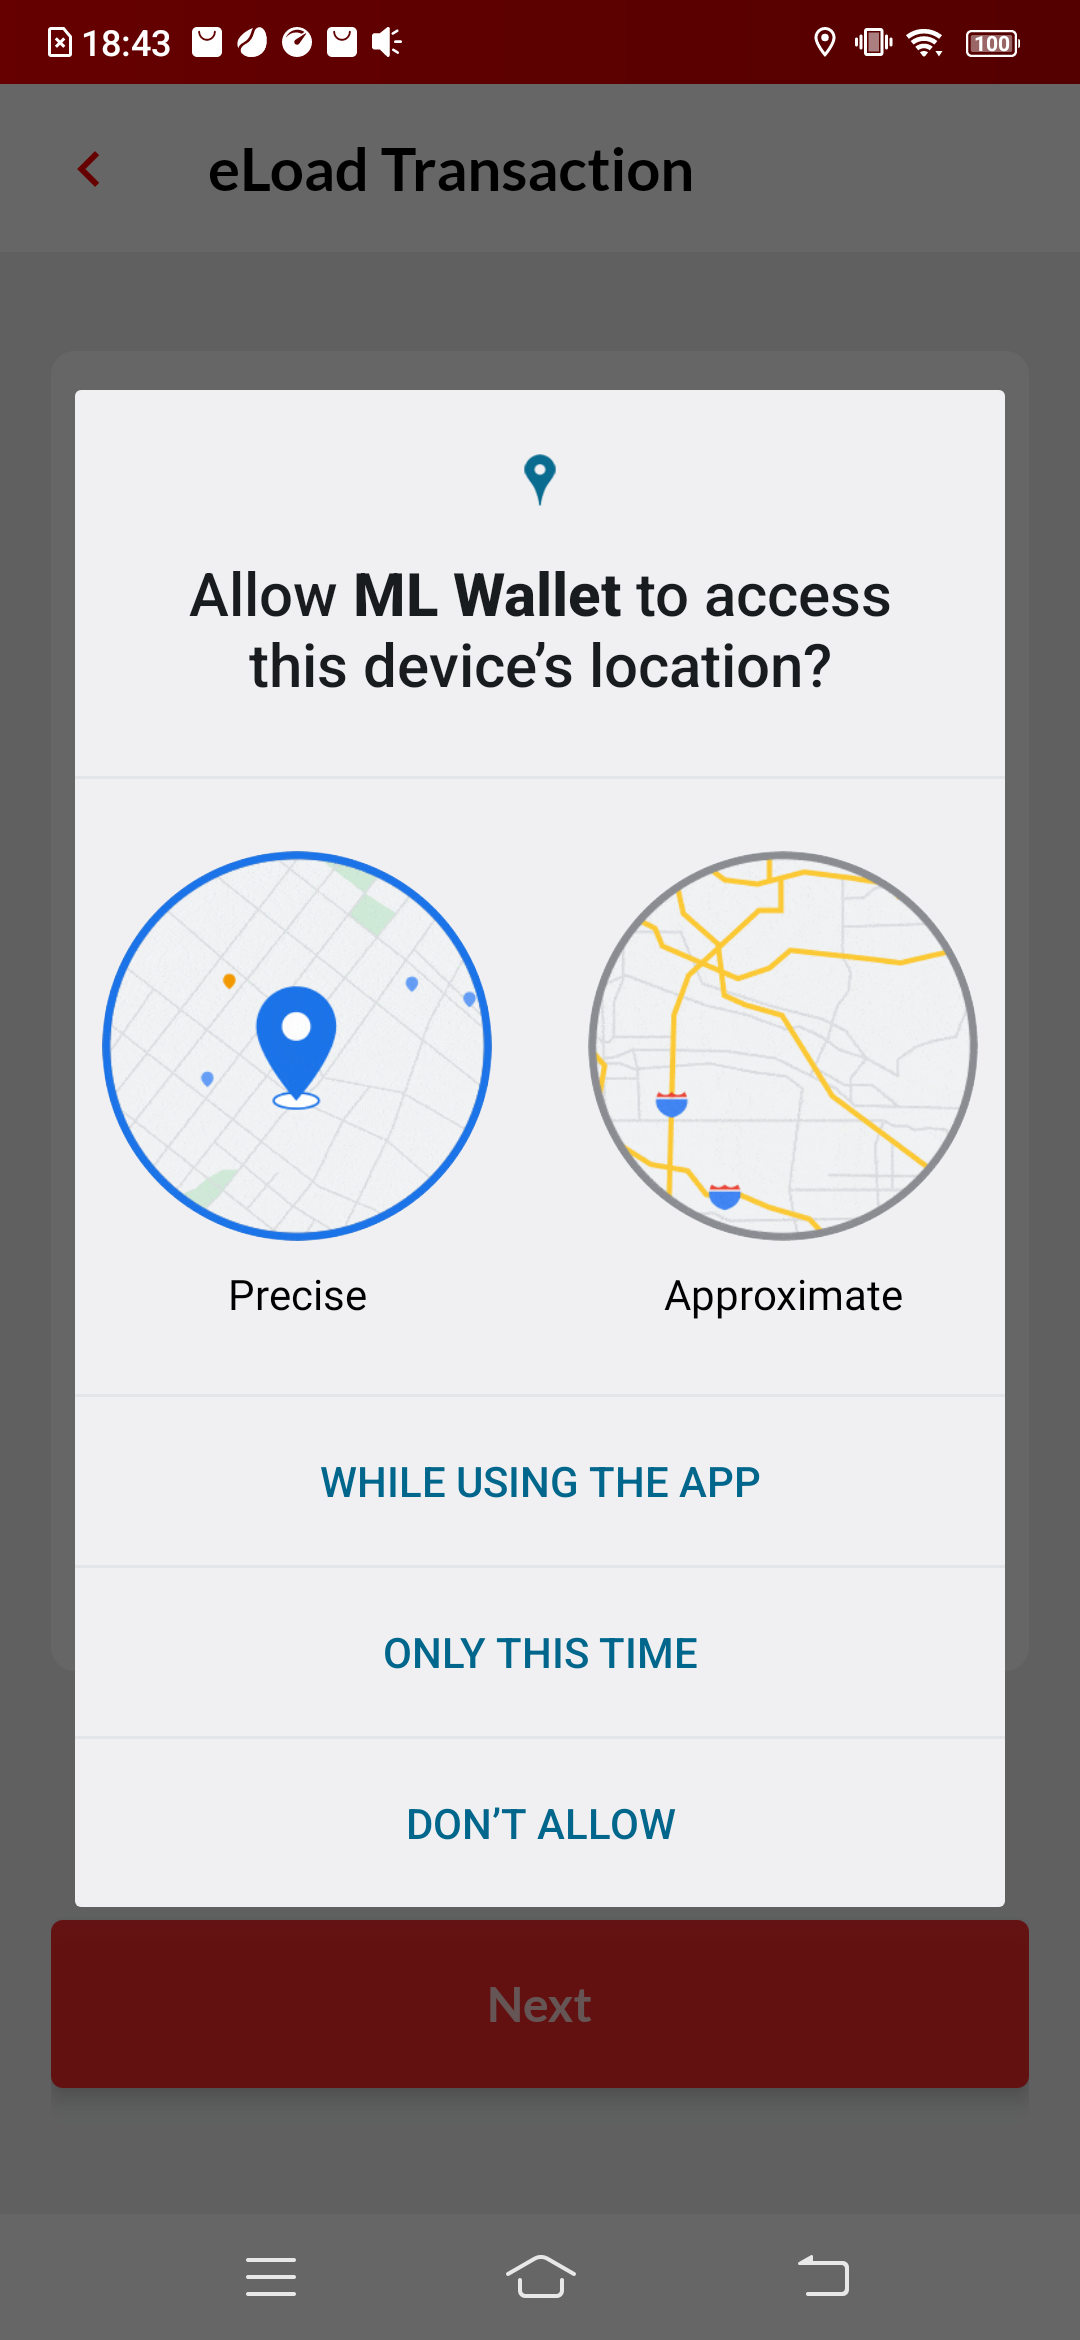 18:43
100
eLoad Transaction
Allow ML Wallet to access
this device’s location?
Precise
Approximate
WHILE USING THE APP
ONLY THIS TIME
DON’T ALLOW
Next